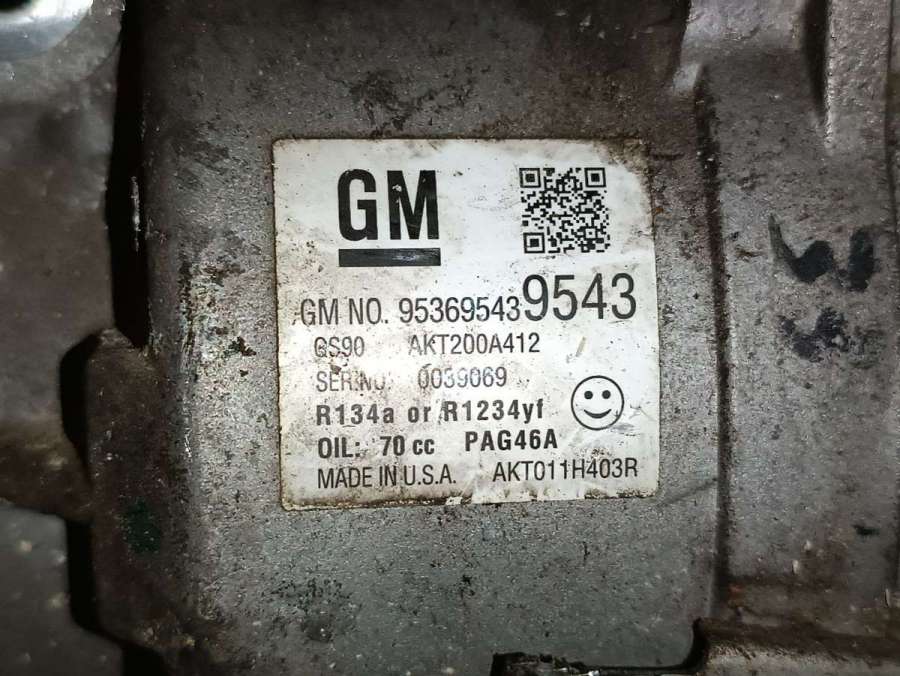 GM
GM NO. 95369543 9543
GS90 AKT200A412
SER.NO. 0039069
R134a or R1234yf
OIL: 70 cc PAG46A
MADE IN U.S.A. AKT011H403R